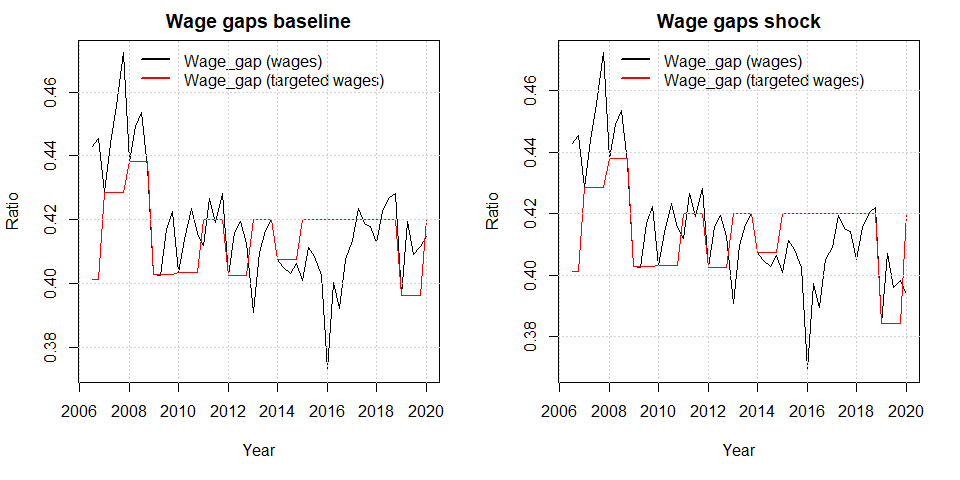 Wage gaps baseline
Wage_gap (wages)
Wage_gap (targeted wages)
Ratio
0.46
0.44
0.42
0.40
0.38
2006 2008 2010 2012 2014 2016 2018 2020
Year
Wage gaps shock
Wage_gap (wages)
Wage_gap (targeted wages)
Ratio
0.46
0.44
0.42
0.40
0.38
2006 2008 2010 2012 2014 2016 2018 2020
Year